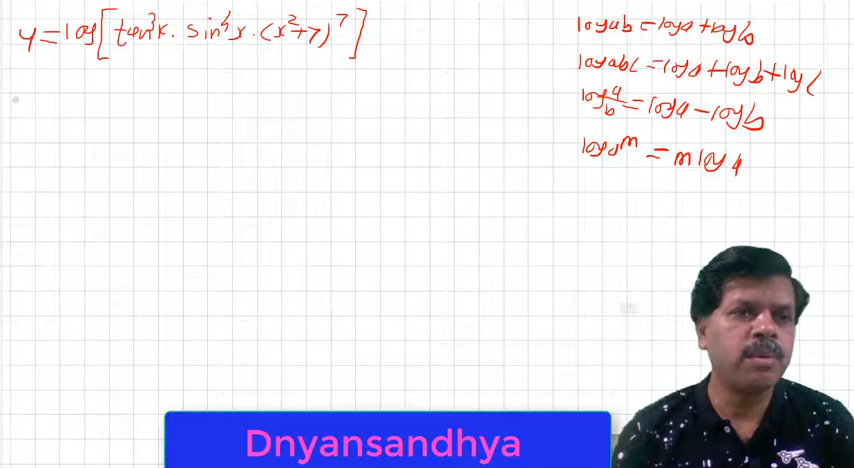 y = log[tan³x · sin⁴x · (x²+7)⁷]
log ab = log a + log b
log abc = log a + log b + log c
log a/b = log a - log b
log aᵐ = m log a
Dnyansandhya